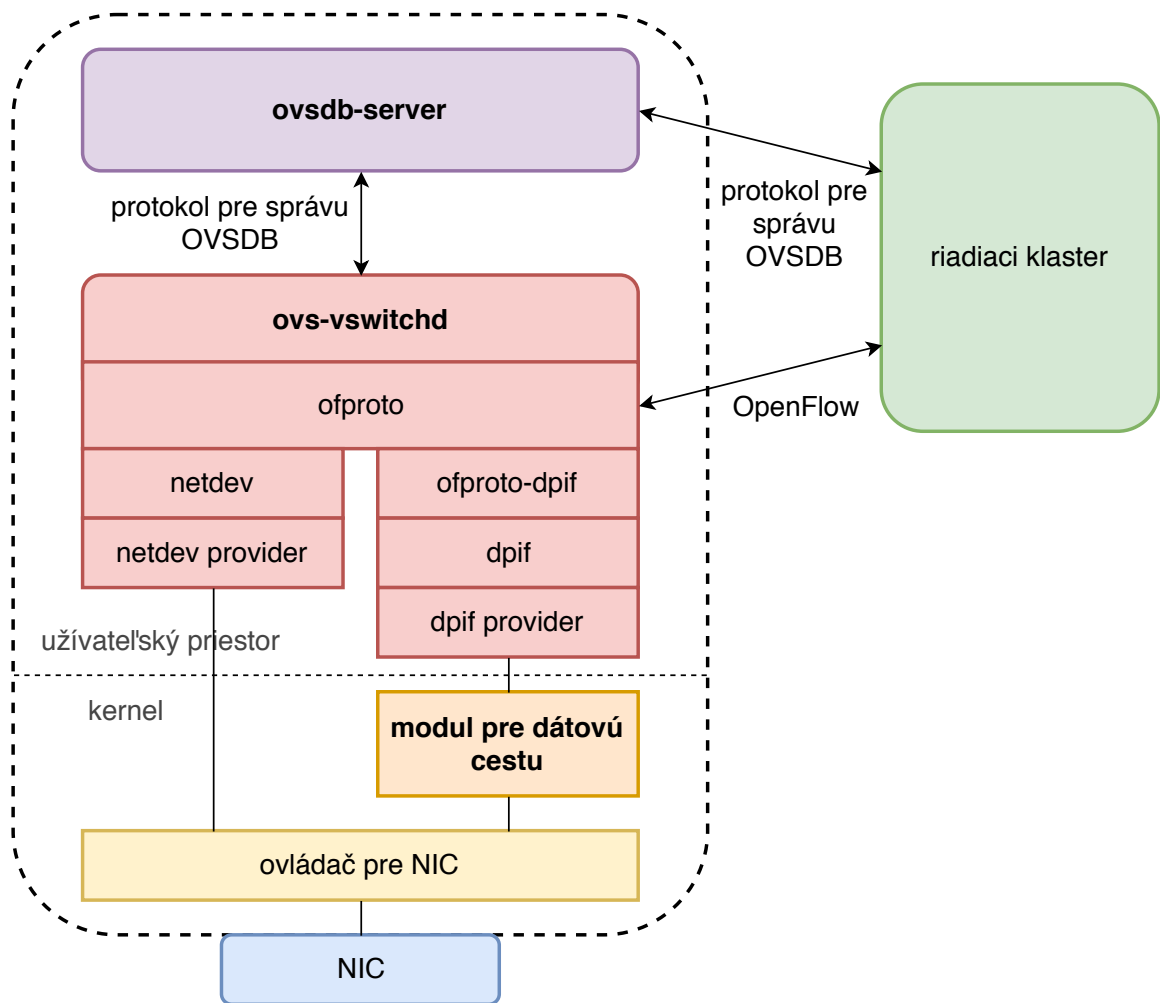 ovsdb-server
protokol pre správu
OVSDB
protokol pre
správu
OVSDB
riadiaci klaster
ovs-vswitchd
ofproto
OpenFlow
netdev
ofproto-dpif
netdev provider
dpif
dpif provider
užívateľský priestor
kernel
modul pre dátovú
cestu
ovládač pre NIC
NIC